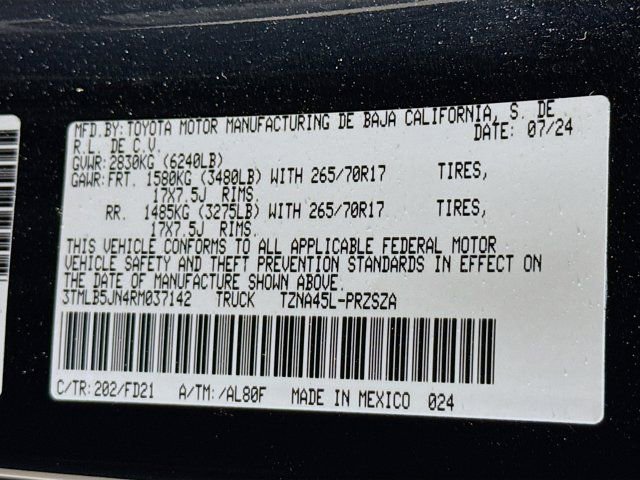 MFD.BY:TOYOTA MOTOR MANUFACTURING DE BAJA CALIFORNIA, S. DE
R.L. DE C.V. DATE: 07/24
GVWR:2830KG (6240LB)
GAWR:FRT. 1580KG (3480LB) WITH 265/70R17 TIRES,
17X7.5J RIMS.
RR. 1485KG (3275LB) WITH 265/70R17 TIRES,
17X7.5J RIMS.
THIS VEHICLE CONFORMS TO ALL APPLICABLE FEDERAL MOTOR
VEHICLE SAFETY AND THEFT PREVENTION STANDARDS IN EFFECT ON
THE DATE OF MANUFACTURE SHOWN ABOVE.
3TMLB5JN4RM037142 TRUCK TZNA45L-PRZSZA
C/TR:202/FD21 A/TM:/AL80F MADE IN MEXICO 024